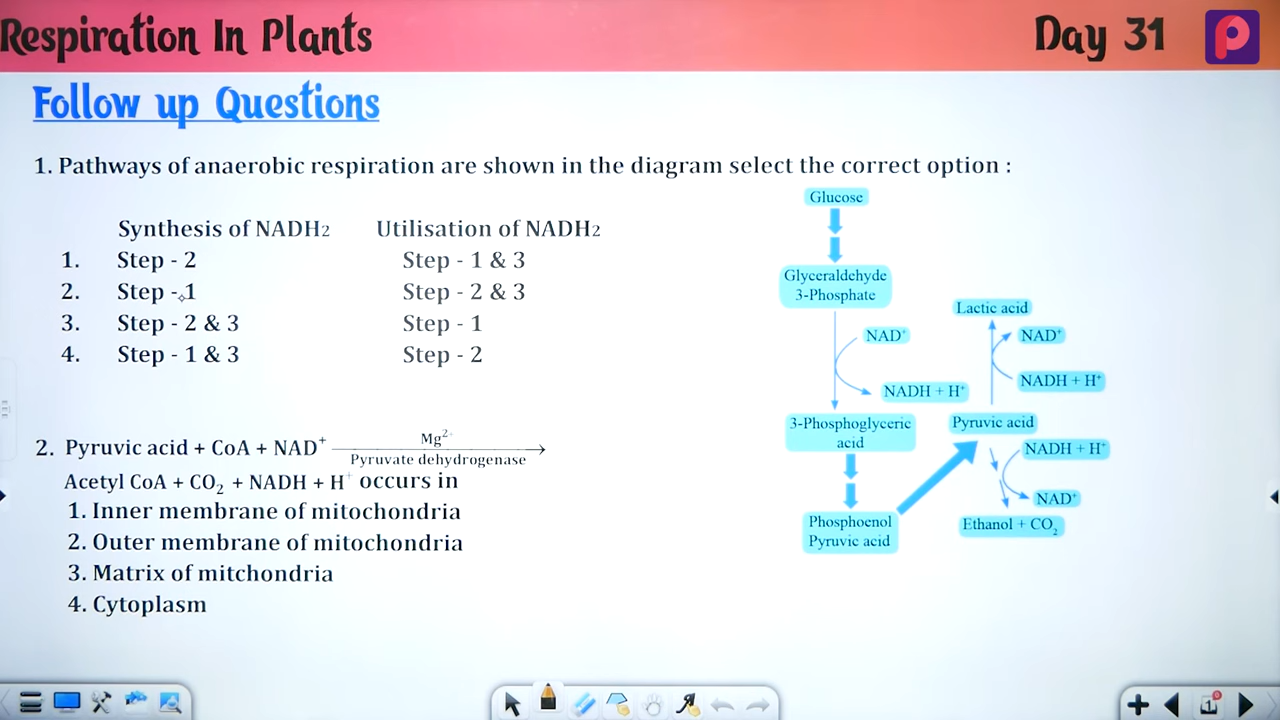 Respiration In Plants
Day 31
Follow up Questions
1. Pathways of anaerobic respiration are shown in the diagram select the correct option :
Synthesis of NADH2 Utilisation of NADH2
1. Step - 2 Step - 1 & 3
2. Step - 1 Step - 2 & 3
3. Step - 2 & 3 Step - 1
4. Step - 1 & 3 Step - 2
2. Pyruvic acid + CoA + NAD⁺ Mg²⁺ Pyruvate dehydrogenase
Acetyl CoA + CO₂ + NADH + H⁺ occurs in
1. Inner membrane of mitochondria
2. Outer membrane of mitochondria
3. Matrix of mitchondria
4. Cytoplasm
Glucose
Glyceraldehyde
3-Phosphate
NAD⁺
NADH + H⁺
3-Phosphoglyceric
acid
Phosphoenol
Pyruvic acid
Lactic acid
NAD⁺
NADH + H⁺
Pyruvic acid
NADH + H⁺
NAD⁺
Ethanol + CO₂
1